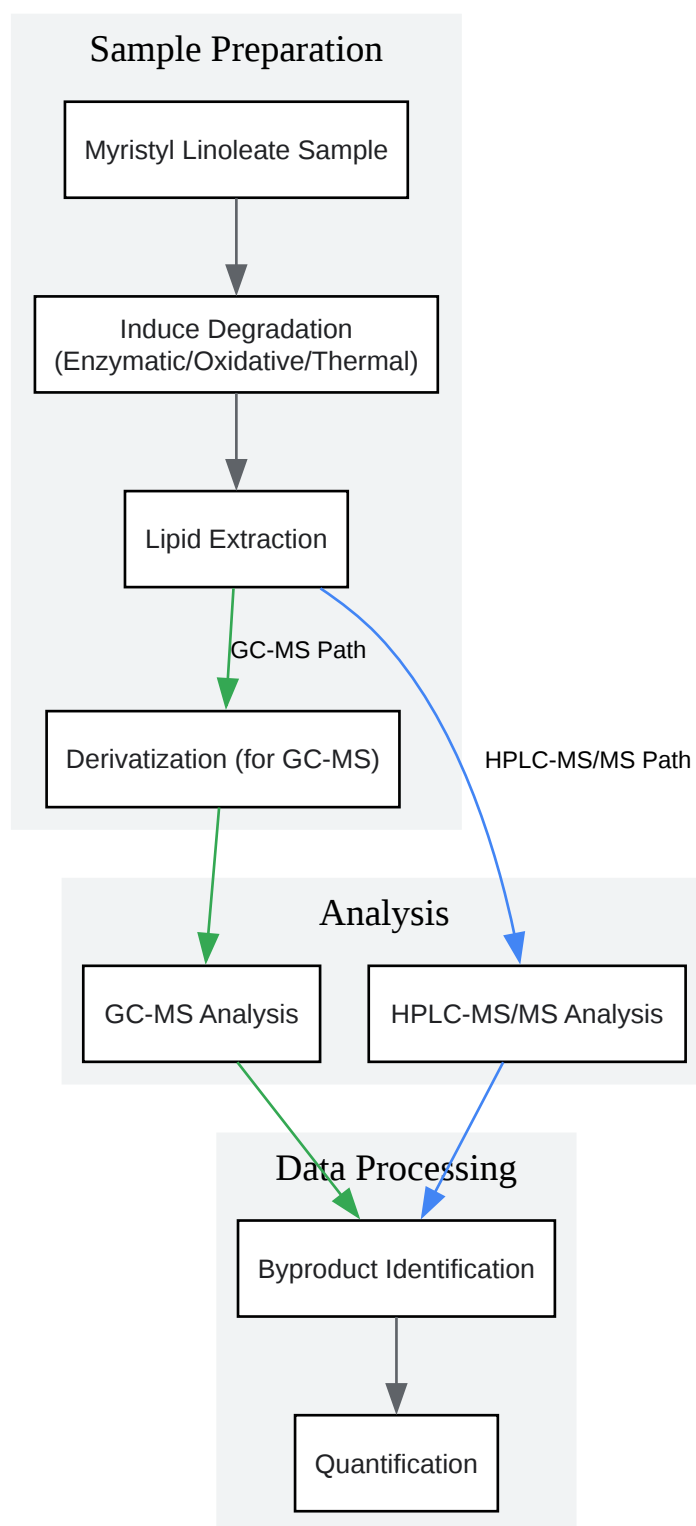 Sample Preparation
Myristyl Linoleate Sample
Induce Degradation
(Enzymatic/Oxidative/Thermal)
Lipid Extraction
GC-MS Path
Derivatization (for GC-MS)
HPLC-MS/MS Path
Analysis
GC-MS Analysis
HPLC-MS/MS Analysis
Data Processing
Byproduct Identification
Quantification